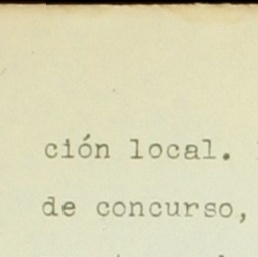 ción local.
de concurso,